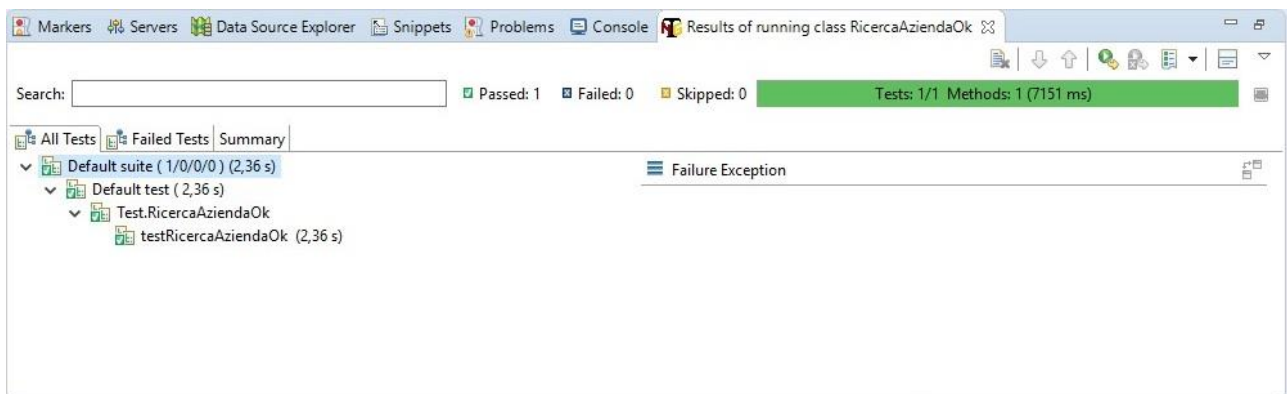 Markers Servers Data Source Explorer Snippets Problems Console Results of running class RicercaAziendaOk
Search: Passed: 1 Failed: 0 Skipped: 0 Tests: 1/1 Methods: 1 (7151 ms)
All Tests Failed Tests Summary
Default suite ( 1/0/0/0 ) (2,36 s) Failure Exception
Default test ( 2,36 s)
Test.RicercaAziendaOk
testRicercaAziendaOk (2,36 s)